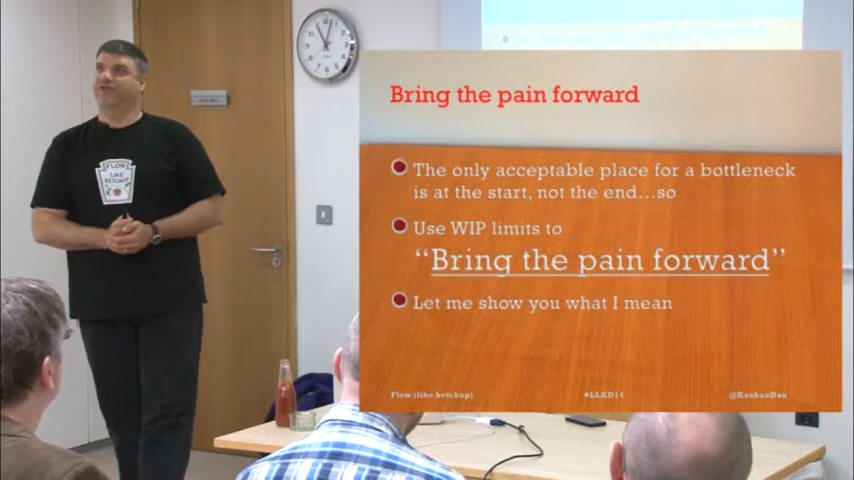 FLOW
LIKE
KETCHUP
Bring the pain forward
The only acceptable place for a bottleneck
is at the start, not the end...so
Use WIP limits to
“Bring the pain forward”
Let me show you what I mean
Flow (like ketchup)
#LLKD14
@KanbanDan